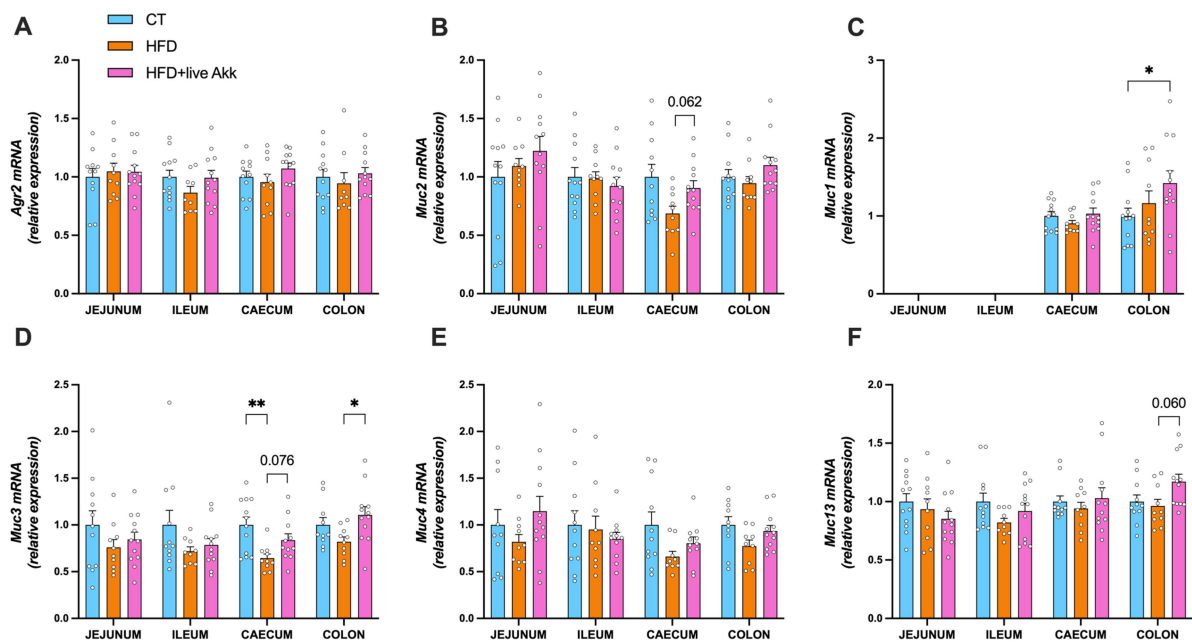 A
CT
HFD
HFD+live Akk
Agr2 mRNA
(relative expression)
2.0
1.5
1.0
0.5
0.0
JEJUNUM ILEUM CAECUM COLON
B
Muc2 mRNA
(relative expression)
2.0
1.5
1.0
0.5
0.0
0.062
JEJUNUM ILEUM CAECUM COLON
C
Muc1 mRNA
(relative expression)
3
2
1
1
0
*
JEJUNUM ILEUM CAECUM COLON
D
Muc3 mRNA
(relative expression)
2.5
2.0
1.5
1.0
0.5
0.0
**
0.076
*
JEJUNUM ILEUM CAECUM COLON
E
Muc4 mRNA
(relative expression)
2.5
2.0
1.5
1.0
0.5
0.0
JEJUNUM ILEUM CAECUM COLON
F
Muc13 mRNA
(relative expression)
2.0
1.5
1.0
0.5
0.0
0.060
JEJUNUM ILEUM CAECUM COLON